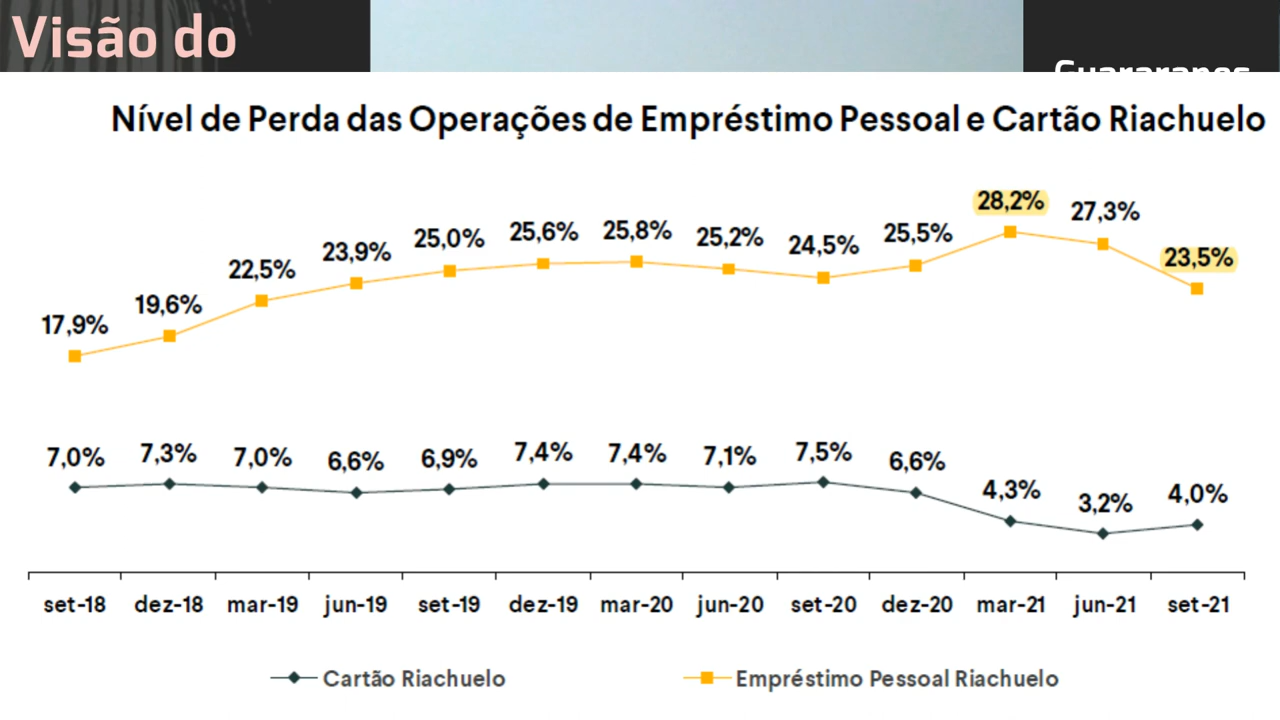 Visão do
Guararapes
Nível de Perda das Operações de Empréstimo Pessoal e Cartão Riachuelo
17,9% 19,6% 22,5% 23,9% 25,0% 25,6% 25,8% 25,2% 24,5% 25,5% 28,2% 27,3% 23,5%
7,0% 7,3% 7,0% 6,6% 6,9% 7,4% 7,4% 7,1% 7,5% 6,6% 4,3% 3,2% 4,0%
set-18 dez-18 mar-19 jun-19 set-19 dez-19 mar-20 jun-20 set-20 dez-20 mar-21 jun-21 set-21
Cartão Riachuelo Empréstimo Pessoal Riachuelo